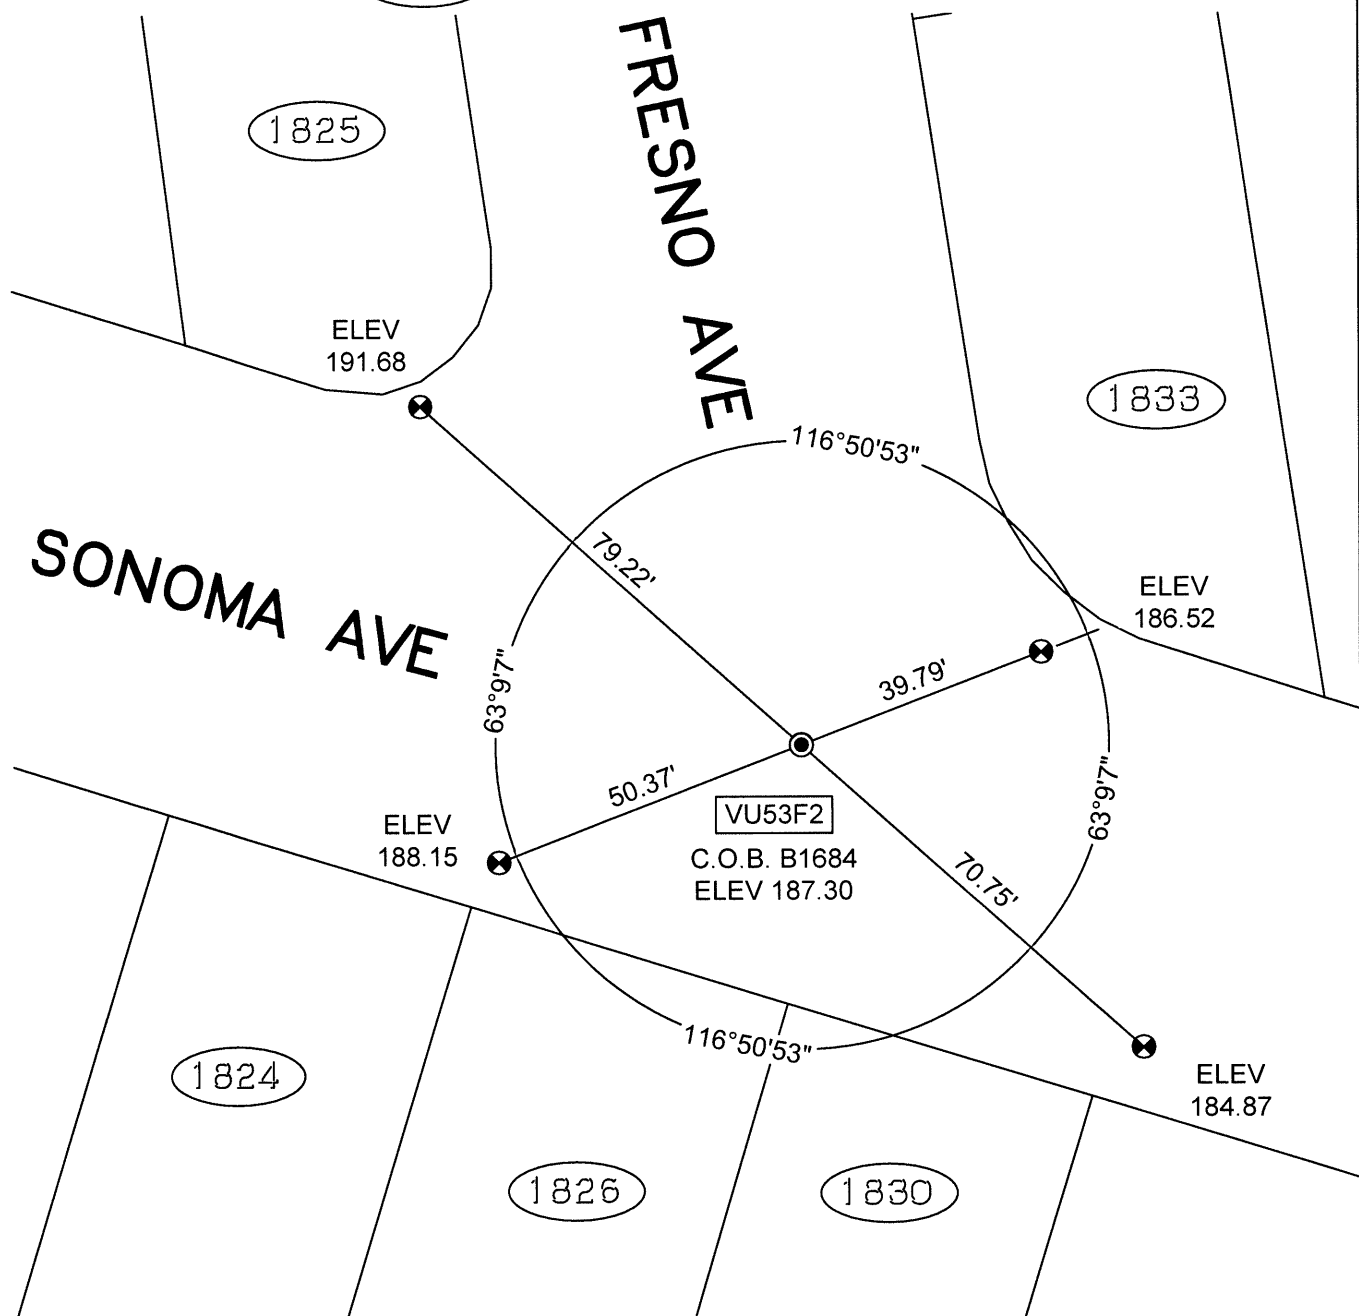 FRESNO AVE
1825
ELEV
191.68
1833
116°50'53"
SONOMA AVE
79.22'
ELEV
186.52
63°9'7"
39.79'
50.37'
63°9'7"
VU53F2
C.O.B. B1684
ELEV 187.30
ELEV
188.15
70.75'
116°50'53"
1824
ELEV
184.87
1826
1830